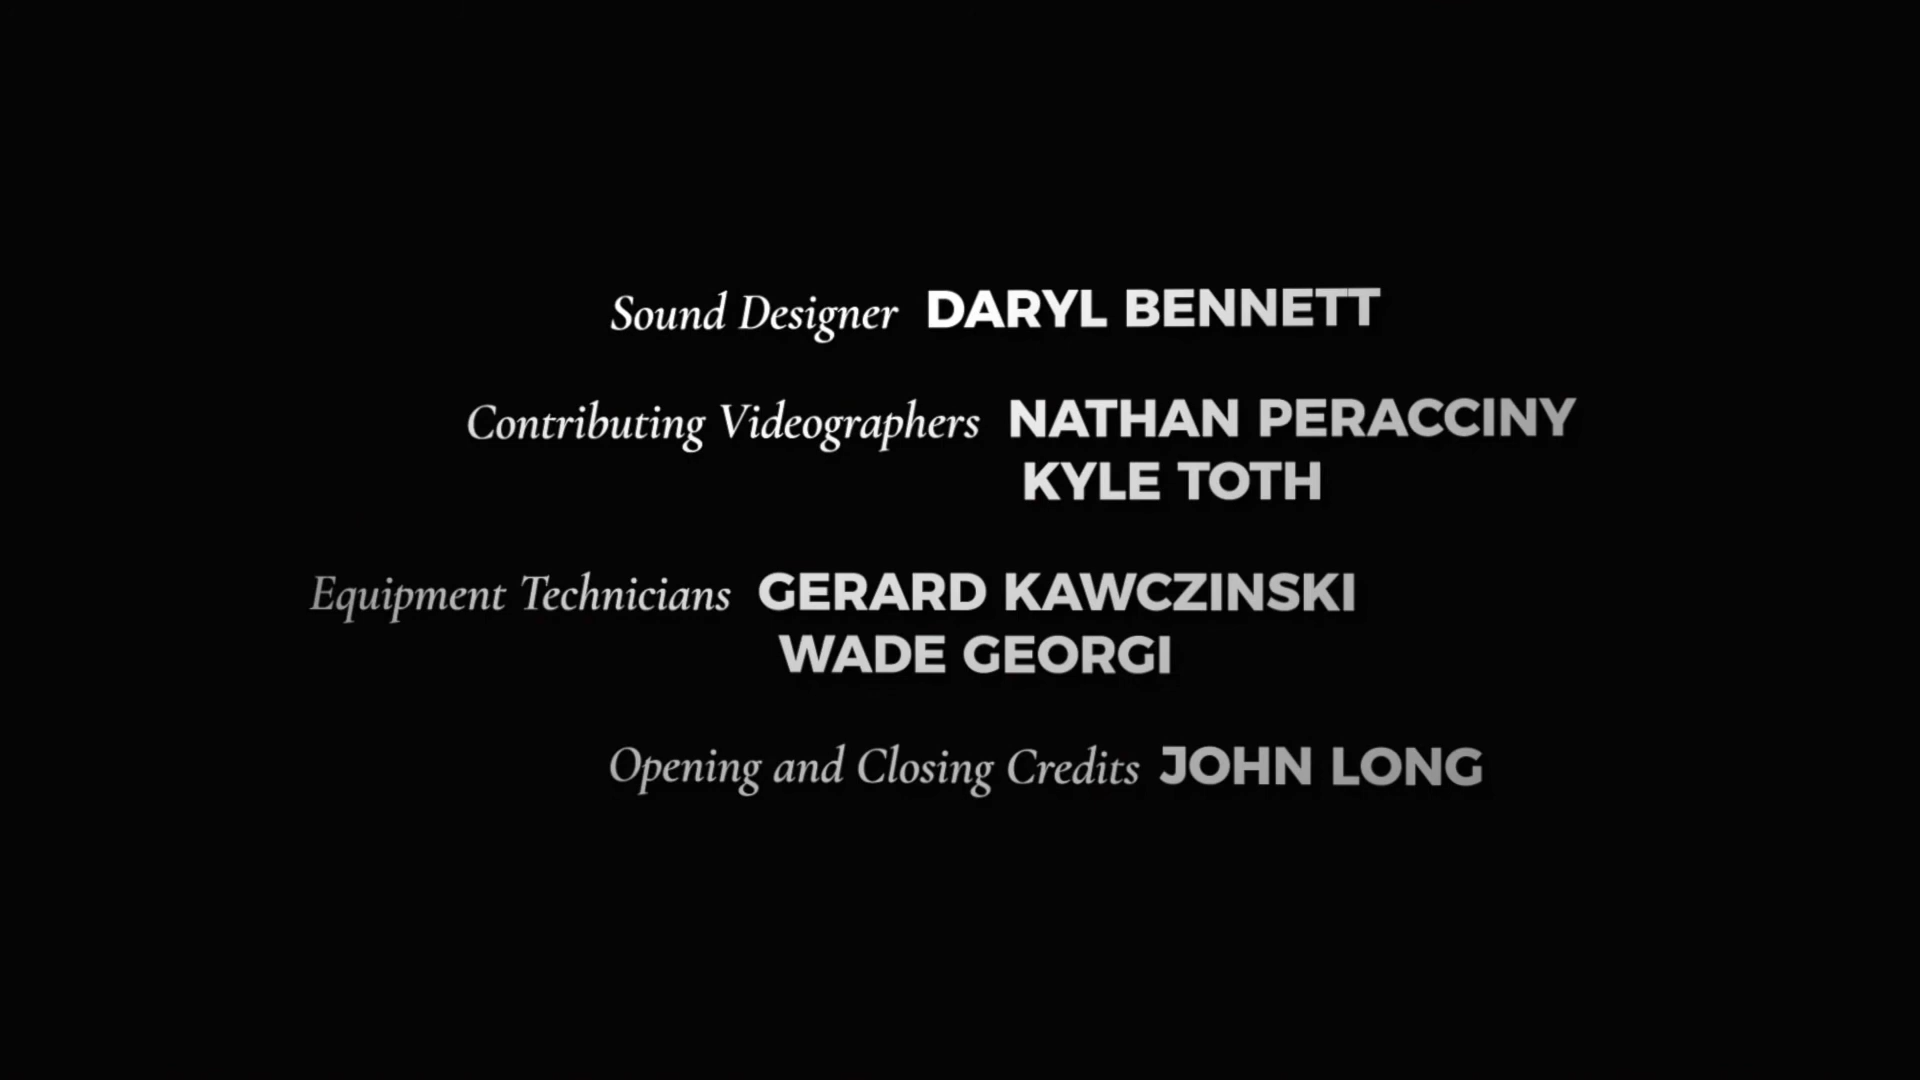 Sound Designer DARYL BENNETT
Contributing Videographers NATHAN PERACCINY
KYLE TOTH
Equipment Technicians GERARD KAWCZINSKI
WADE GEORGI
Opening and Closing Credits JOHN LONG